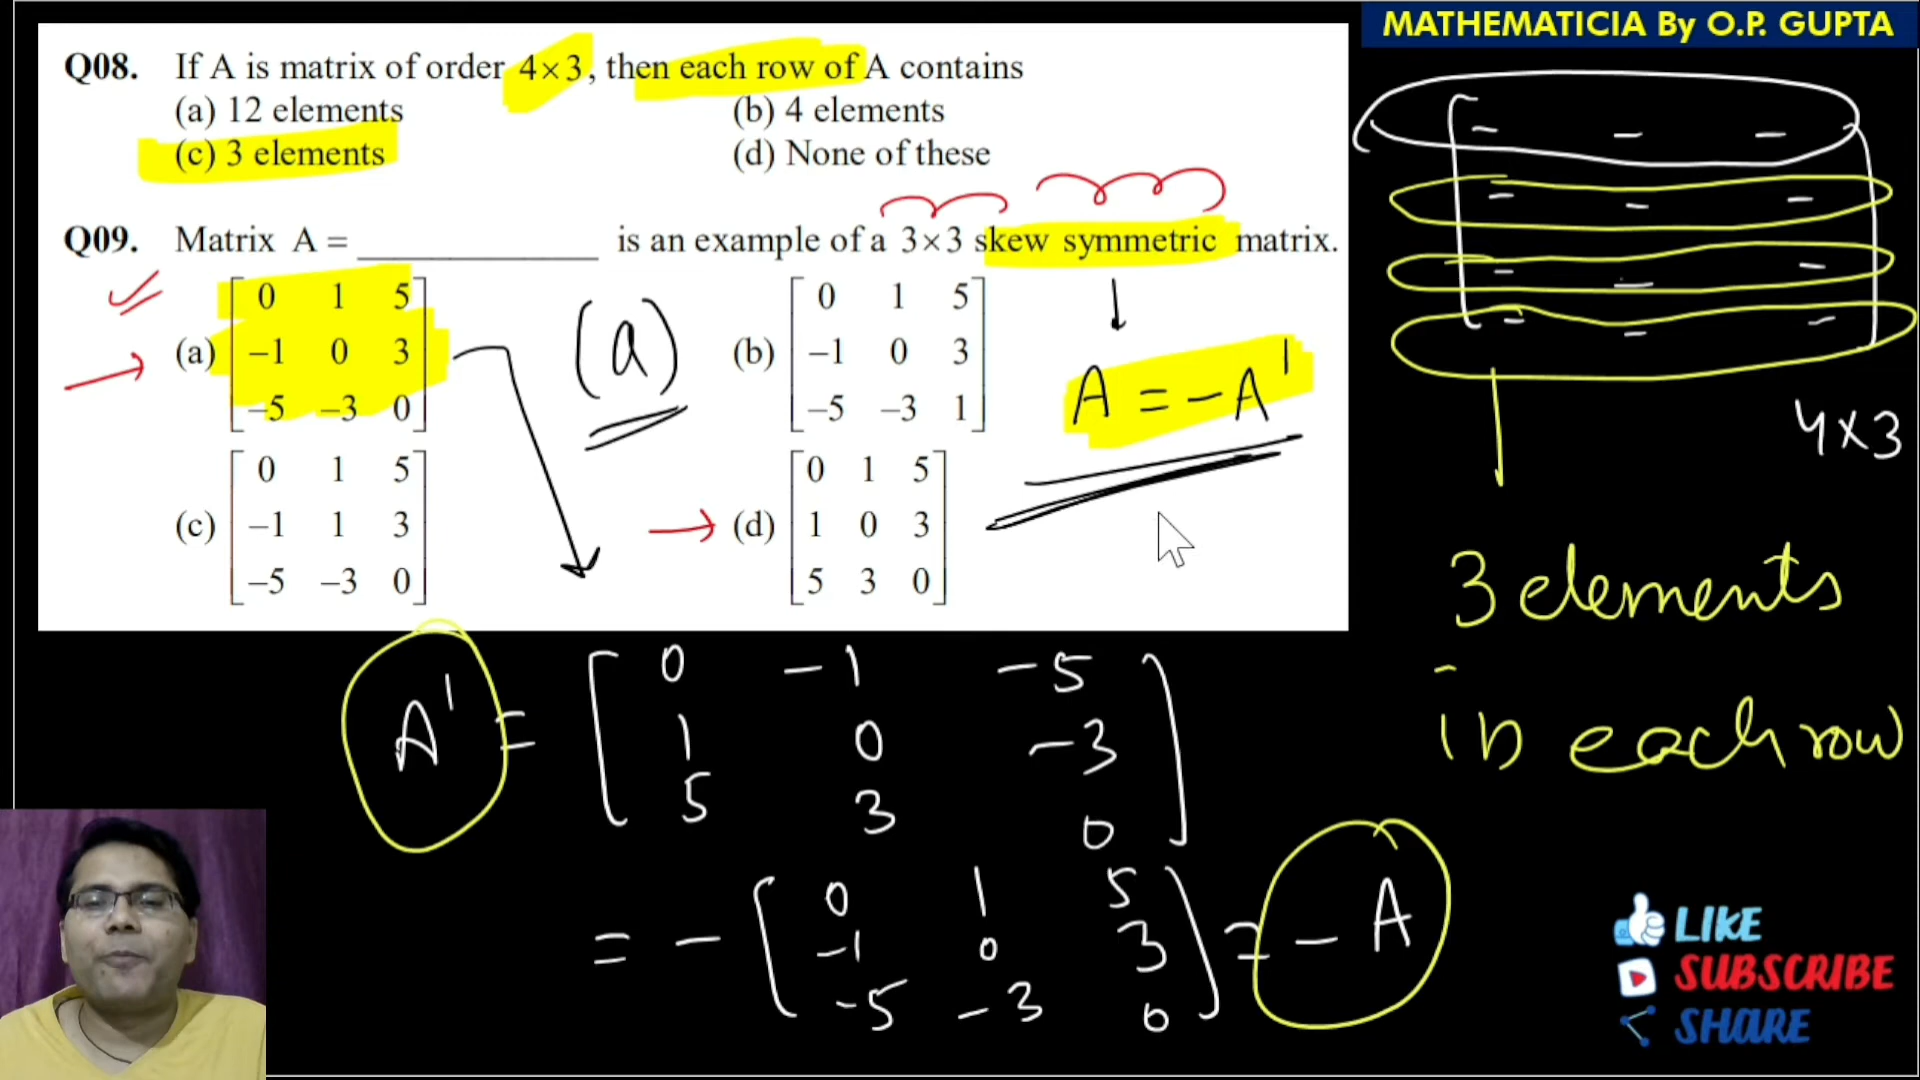 MATHEMATICIA By O.P. GUPTA
Q08. If A is matrix of order 4×3, then each row of A contains
(a) 12 elements (b) 4 elements
(c) 3 elements (d) None of these
Q09. Matrix A = ______________ is an example of a 3×3 skew symmetric matrix.
(a) [0 1 5
-1 0 3
-5 -3 0]
(a)
(b) [0 1 5
-1 0 3
-5 -3 1]
A = -A'
(c) [0 1 5
-1 1 3
-5 -3 0]
(d) [0 1 5
1 0 3
5 3 0]
4×3
3 elements
in each row
A' = [0 -1 -5
1 0 -3
5 3 0]
= - [0 1 5
-1 0 3
-5 -3 0] = -A
LIKE
SUBSCRIBE
SHARE